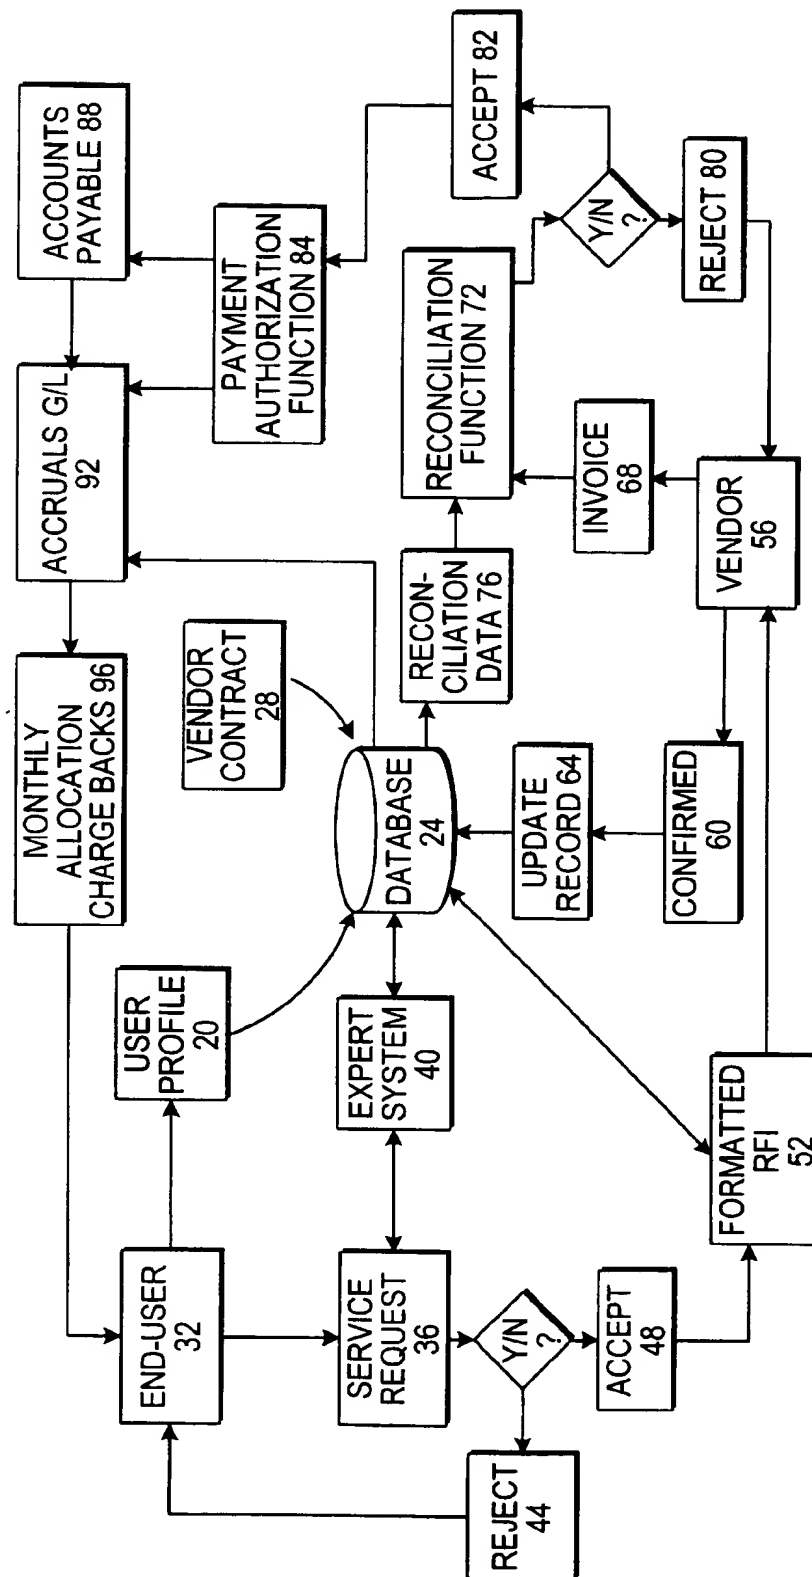 MONTHLY
ALLOCATION
CHARGE BACKS 96
ACCRUALS G/L
92
ACCOUNTS
PAYABLE 88
END-USER
32
USER
PROFILE
20
VENDOR
CONTRACT
28
PAYMENT
AUTHORIZATION
FUNCTION 84
SERVICE
REQUEST
36
EXPERT
SYSTEM
40
DATABASE
24
RECON-
CILIATION
DATA 76
RECONCILIATION
FUNCTION 72
ACCEPT 82
REJECT
44
Y/N
?
UPDATE
RECORD 64
INVOICE
68
Y/N
?
ACCEPT
48
CONFIRMED
60
VENDOR
56
REJECT 80
FORMATTED
RFI
52